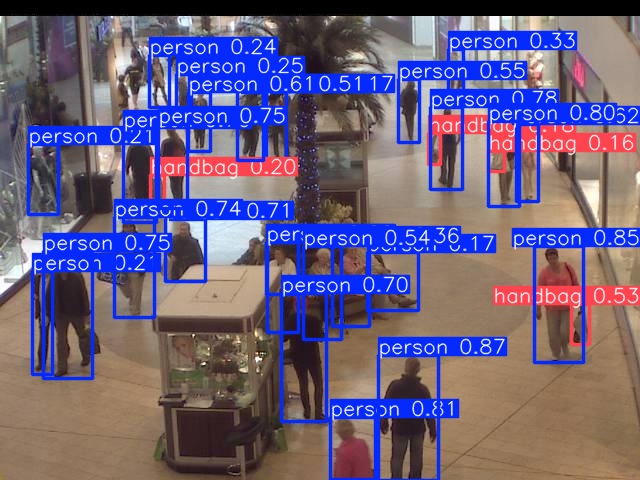 person 0.24
person 0.33
person 0.25
person 0.55
person 0.61
0.51
17
person 0.78
person 0.80
52
person 0.75
person 0.21
handbag 0.16
handbag 0.20
person 0.74
0.71
person 0.75
person 0.54
36
0.17
person 0.85
person 0.21
person 0.70
handbag 0.53
person 0.87
person 0.81